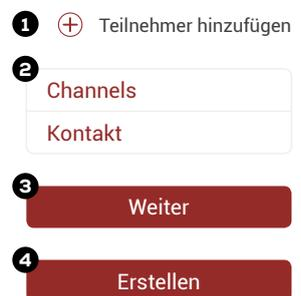 1 Teilnehmer hinzufügen
2
Channels
Kontakt
3
Weiter
4
Erstellen